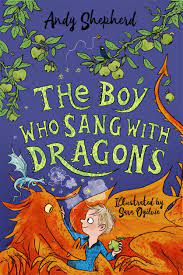 Andy Shepherd
THE BOY
WHO SANG WITH
DRAGONS
Illustrated by
Sara Ogilvie